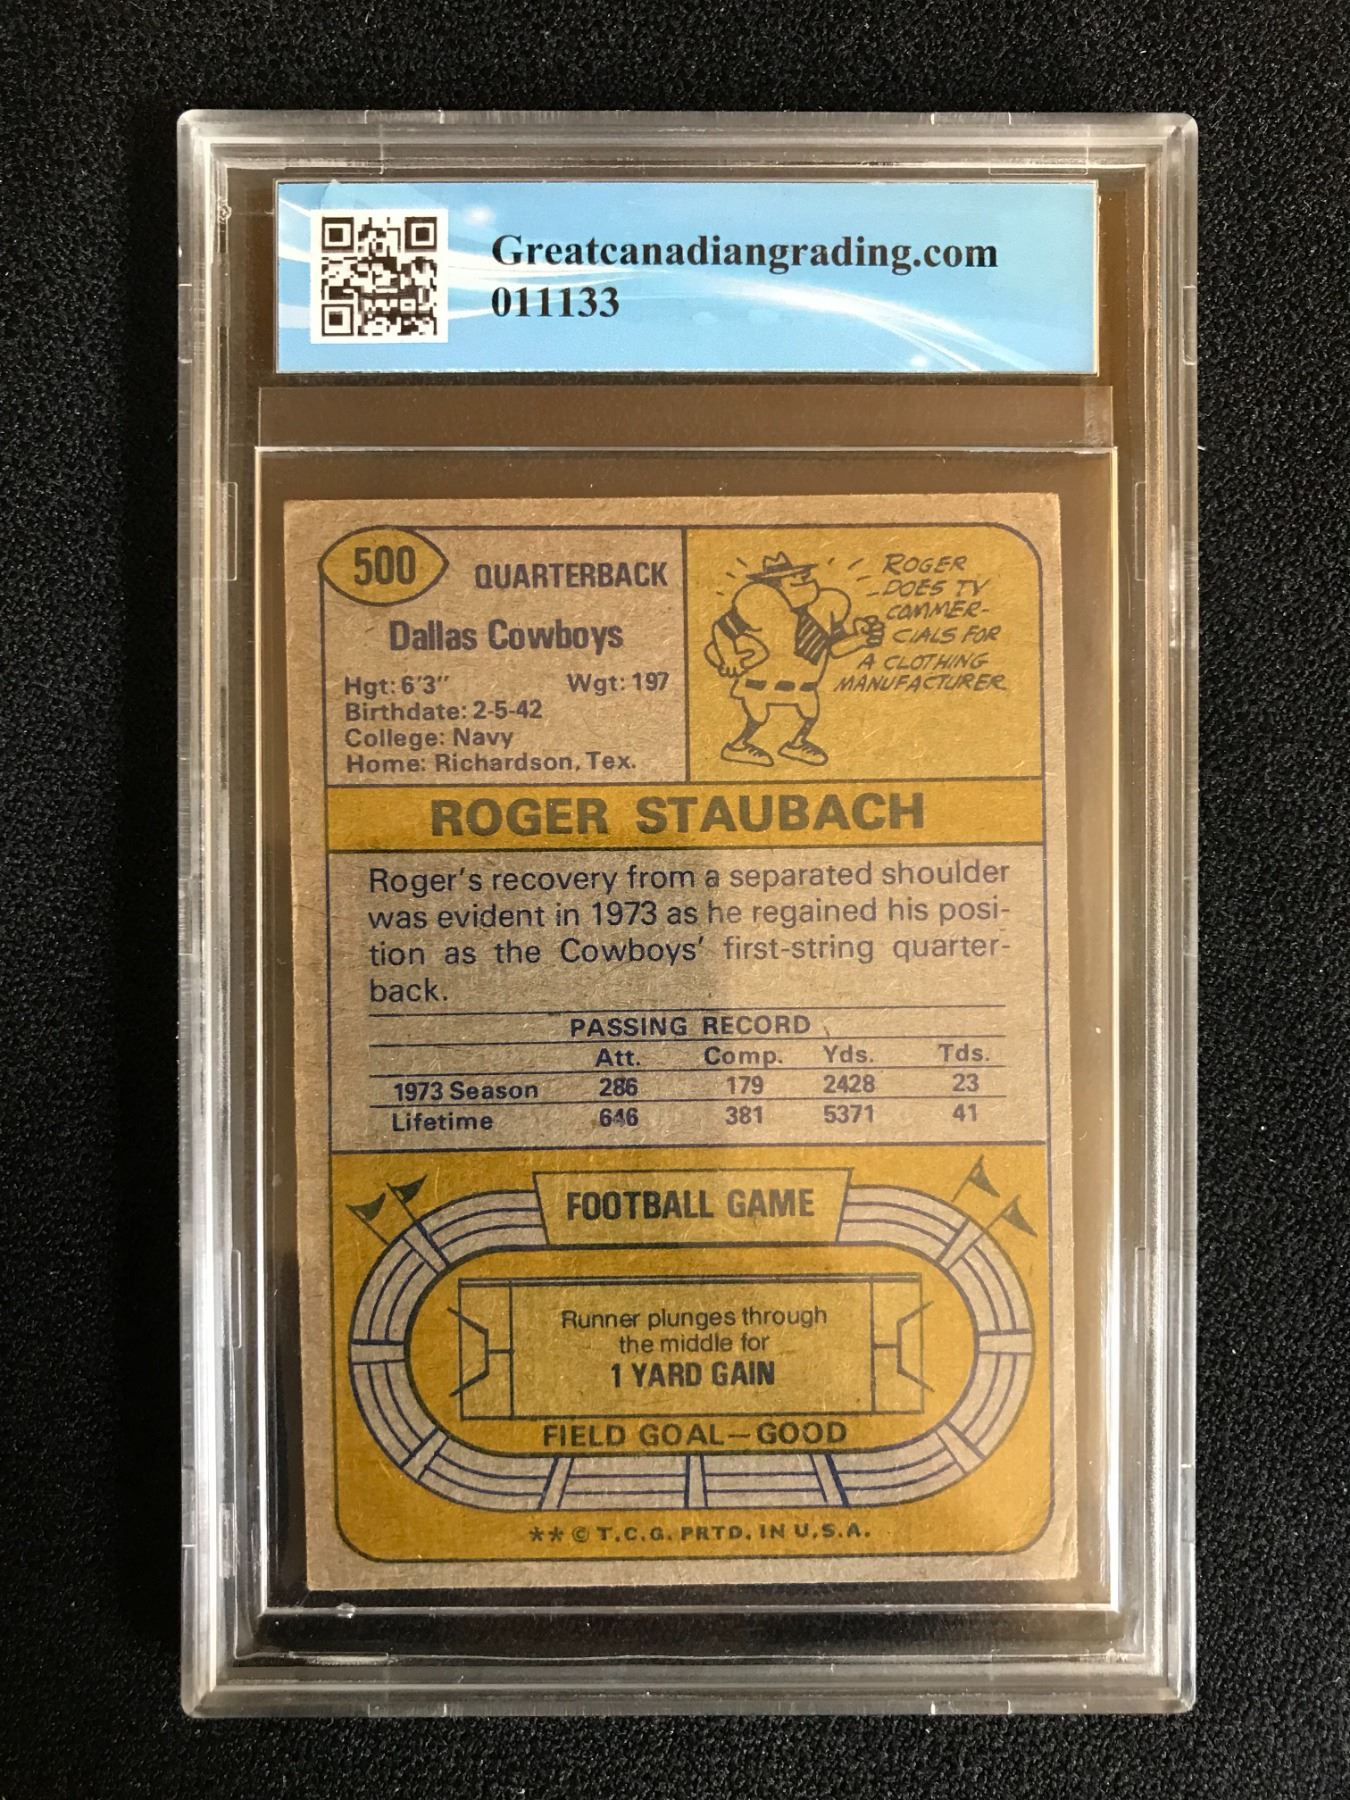 Greatcanadiangrading.com
011133
500
QUARTERBACK
Dallas Cowboys
Hgt: 6'3" Wgt: 197
Birthdate: 2-5-42
College: Navy
Home: Richardson, Tex.
ROGER
DOES TV
COMMER-
CIALS FOR
A CLOTHING
MANUFACTURER.
ROGER STAUBACH
Roger's recovery from a separated shoulder
was evident in 1973 as he regained his posi-
tion as the Cowboys' first-string quarter-
back.
PASSING RECORD
Att. Comp. Yds. Tds.
1973 Season 286 179 2428 23
Lifetime 646 381 5371 41
FOOTBALL GAME
Runner plunges through
the middle for
1 YARD GAIN
FIELD GOAL—GOOD
** © T.C.G. PRTD. IN U.S.A.